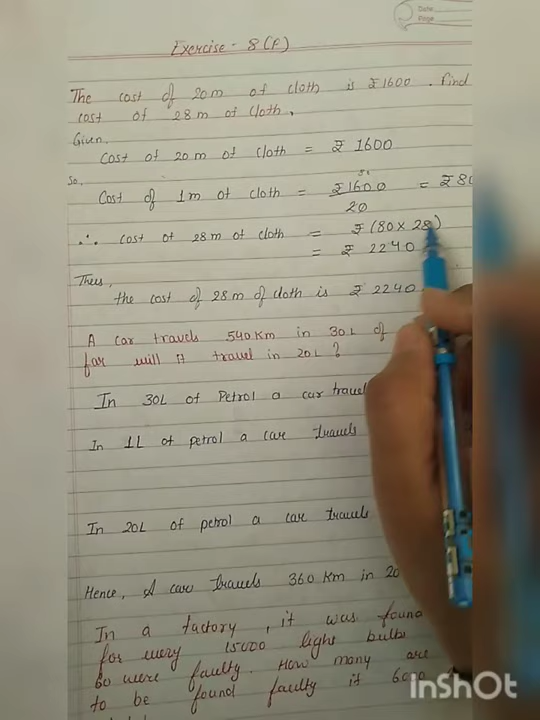 Date
Page
Exercise - 8(F)
The cost of 20m of cloth is ₹1600. Find
cost of 28m of cloth.
Given,
Cost of 20m of cloth = ₹ 1600
So,
Cost of 1m of cloth = ₹1600 = ₹80
20
∴ cost of 28m of cloth = ₹(80 × 28)
= ₹ 2240
Thus,
the cost of 28m of cloth is ₹ 2240
A car travels 540 Km in 30L of
far will it travel in 20L ?
In 30L of Petrol a car travel
In 1L of petrol a car travels
In 20L of petrol a car travels
Hence, A car travels 360 Km in 20
In a factory, it was found
for every 15000 light bulbs
were faulty. How many are
to be found faulty if 6000
inShOt